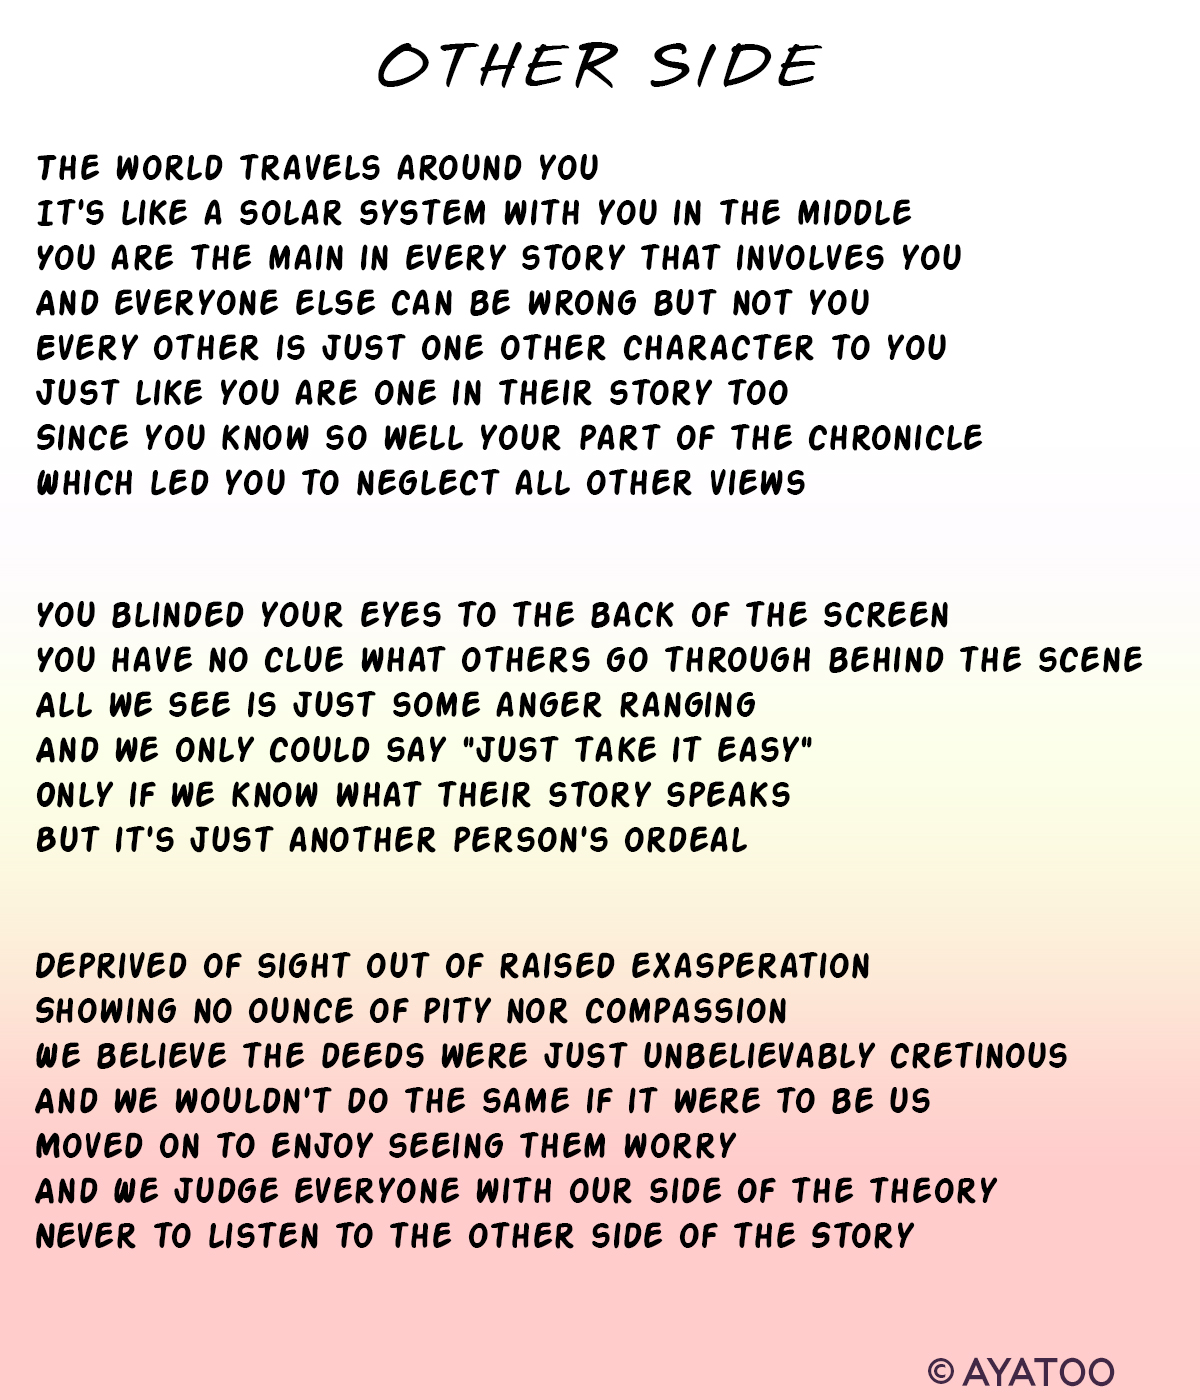 OTHER SIDE
THE WORLD TRAVELS AROUND YOU
IT'S LIKE A SOLAR SYSTEM WITH YOU IN THE MIDDLE
YOU ARE THE MAIN IN EVERY STORY THAT INVOLVES YOU
AND EVERYONE ELSE CAN BE WRONG BUT NOT YOU
EVERY OTHER IS JUST ONE OTHER CHARACTER TO YOU
JUST LIKE YOU ARE ONE IN THEIR STORY TOO
SINCE YOU KNOW SO WELL YOUR PART OF THE CHRONICLE
WHICH LED YOU TO NEGLECT ALL OTHER VIEWS
YOU BLINDED YOUR EYES TO THE BACK OF THE SCREEN
YOU HAVE NO CLUE WHAT OTHERS GO THROUGH BEHIND THE SCENE
ALL WE SEE IS JUST SOME ANGER RANGING
AND WE ONLY COULD SAY "JUST TAKE IT EASY"
ONLY IF WE KNOW WHAT THEIR STORY SPEAKS
BUT IT'S JUST ANOTHER PERSON'S ORDEAL
DEPRIVED OF SIGHT OUT OF RAISED EXASPERATION
SHOWING NO OUNCE OF PITY NOR COMPASSION
WE BELIEVE THE DEEDS WERE JUST UNBELIEVABLY CRETINOUS
AND WE WOULDN'T DO THE SAME IF IT WERE TO BE US
MOVED ON TO ENJOY SEEING THEM WORRY
AND WE JUDGE EVERYONE WITH OUR SIDE OF THE THEORY
NEVER TO LISTEN TO THE OTHER SIDE OF THE STORY
© AYATOO